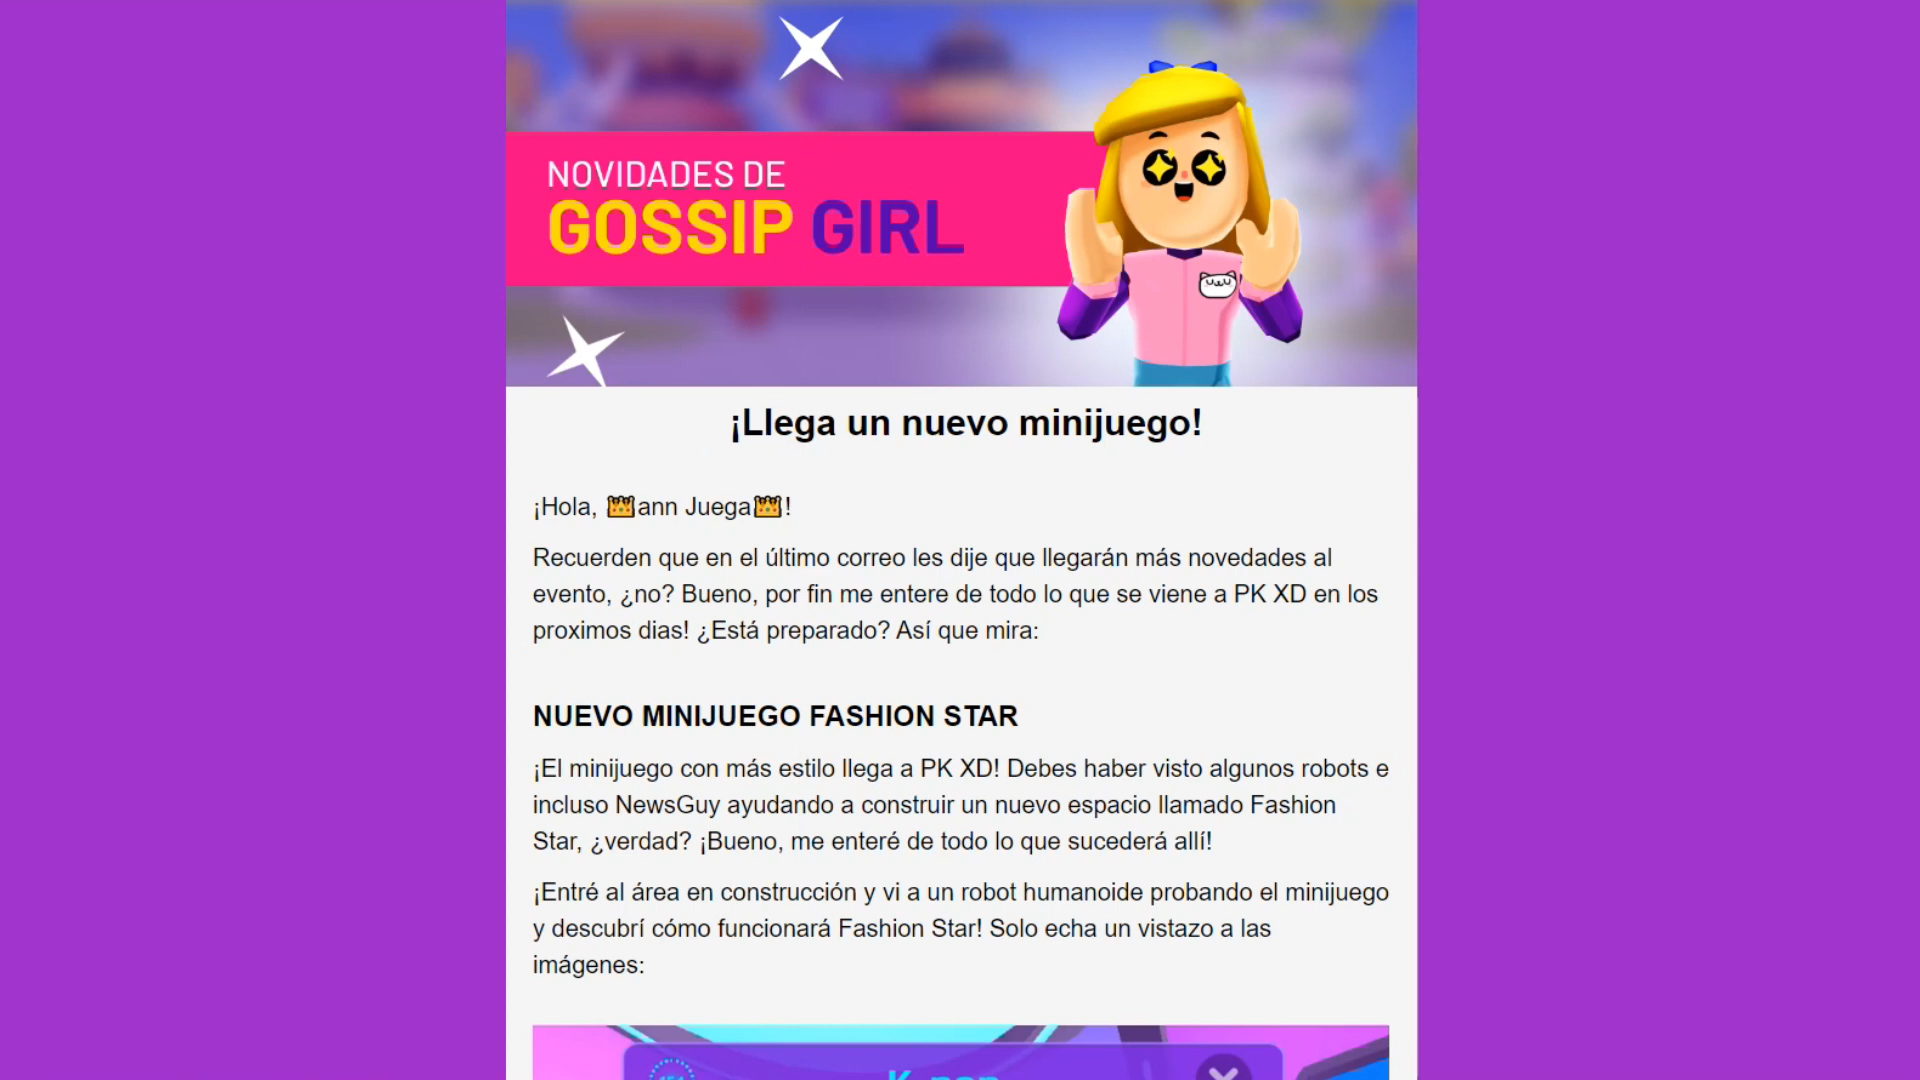 NOVIDADES DE
GOSSIP GIRL
¡Llega un nuevo minijuego!
¡Hola, 👑ann Juega👑!
Recuerden que en el último correo les dije que llegarán más novedades al
evento, ¿no? Bueno, por fin me entere de todo lo que se viene a PK XD en los
proximos dias! ¿Está preparado? Así que mira:
NUEVO MINIJUEGO FASHION STAR
¡El minijuego con más estilo llega a PK XD! Debes haber visto algunos robots e
incluso NewsGuy ayudando a construir un nuevo espacio llamado Fashion
Star, ¿verdad? ¡Bueno, me enteré de todo lo que sucederá allí!
¡Entré al área en construcción y vi a un robot humanoide probando el minijuego
y descubrí cómo funcionará Fashion Star! Solo echa un vistazo a las
imágenes: